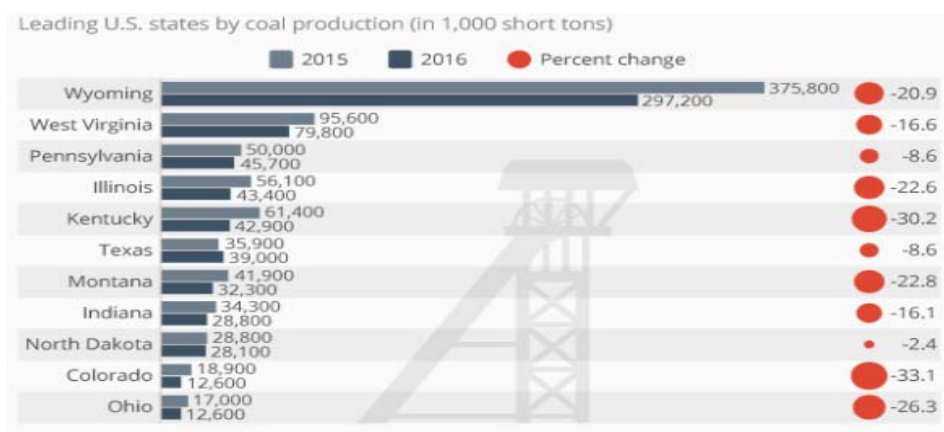 Leading U.S. states by coal production (in 1,000 short tons)
2015 2016 Percent change
Wyoming 375,800 297,200 -20.9
West Virginia 95,600 79,800 -16.6
Pennsylvania 50,000 45,700 -8.6
Illinois 56,100 43,400 -22.6
Kentucky 61,400 42,900 -30.2
Texas 35,900 39,000 -8.6
Montana 41,900 32,300 -22.8
Indiana 34,300 28,800 -16.1
North Dakota 28,800 28,100 -2.4
Colorado 18,900 12,600 -33.1
Ohio 17,000 12,600 -26.3